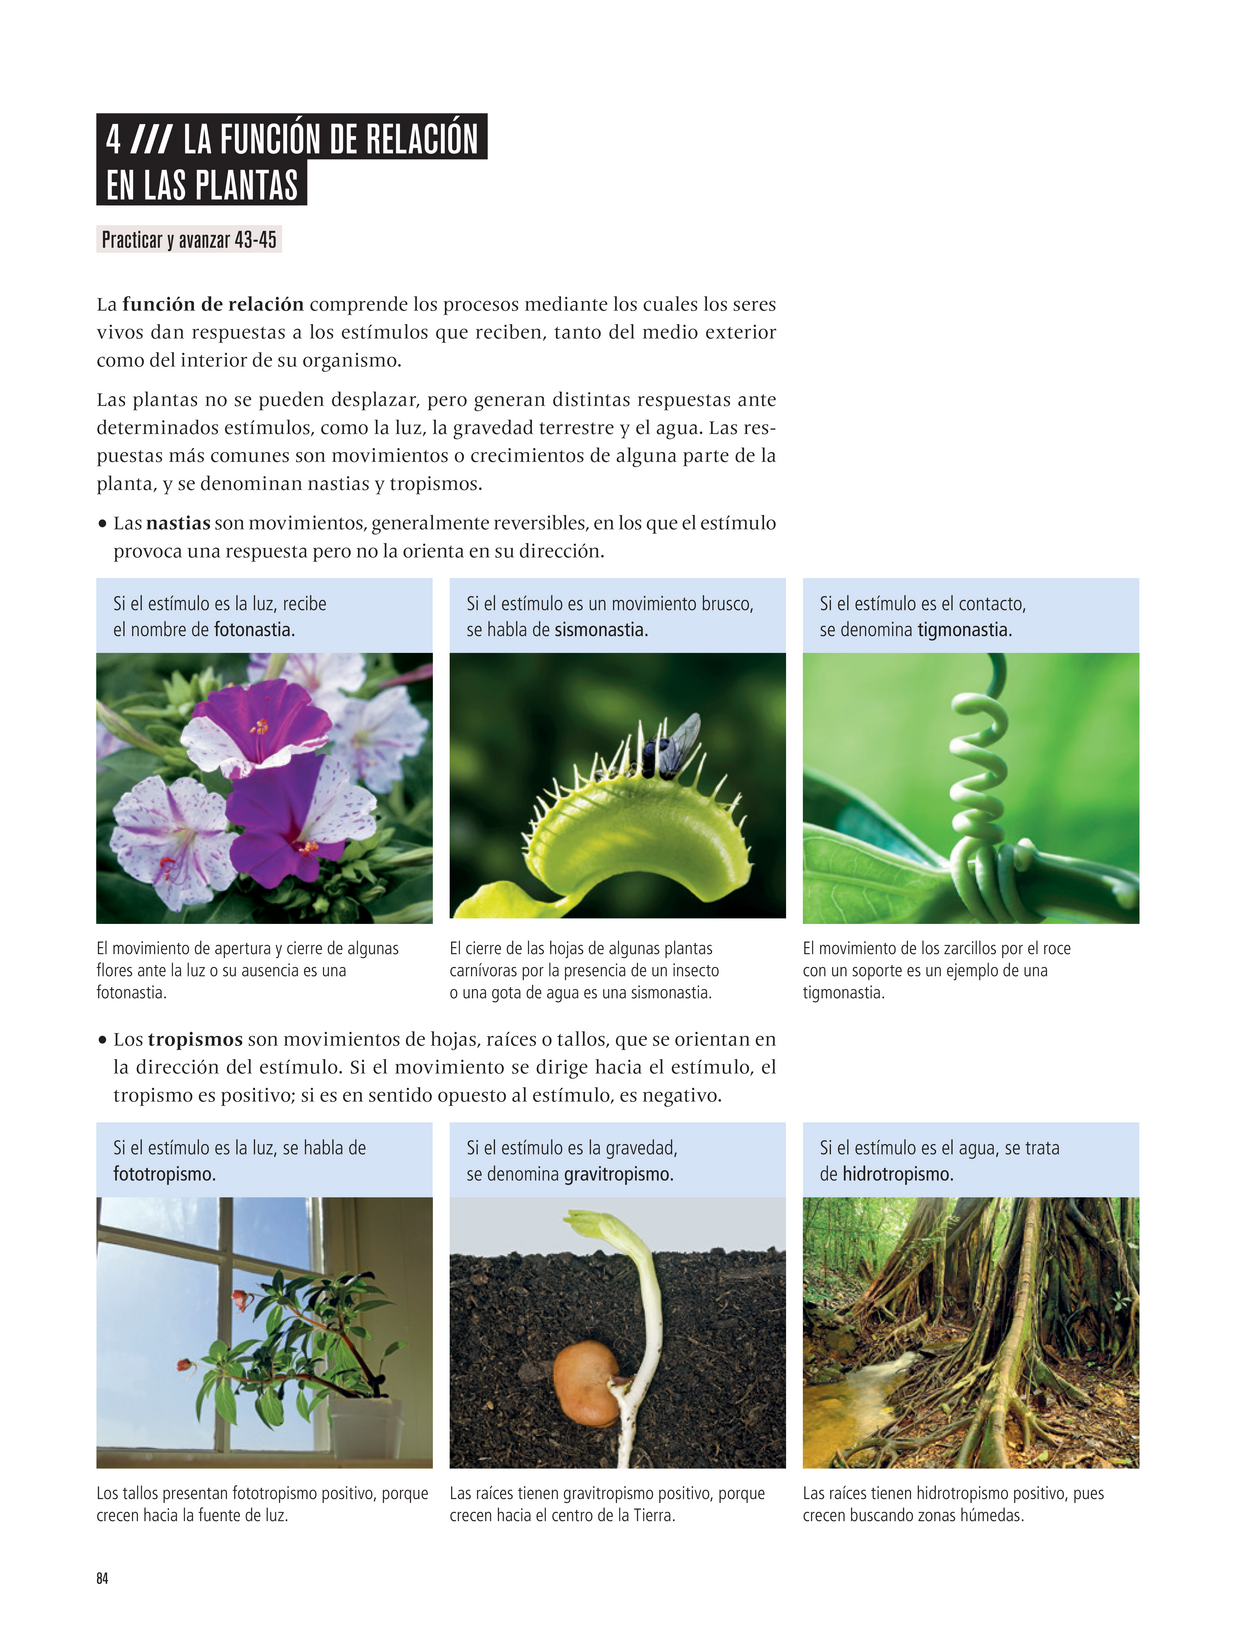 4 /// LA FUNCIÓN DE RELACIÓN
EN LAS PLANTAS
Practicar y avanzar 43-45
La función de relación comprende los procesos mediante los cuales los seres
vivos dan respuestas a los estímulos que reciben, tanto del medio exterior
como del interior de su organismo.
Las plantas no se pueden desplazar, pero generan distintas respuestas ante
determinados estímulos, como la luz, la gravedad terrestre y el agua. Las res-
puestas más comunes son movimientos o crecimientos de alguna parte de la
planta, y se denominan nastias y tropismos.
• Las nastias son movimientos, generalmente reversibles, en los que el estímulo
provoca una respuesta pero no la orienta en su dirección.
Si el estímulo es la luz, recibe
el nombre de fotonastia.
El movimiento de apertura y cierre de algunas
flores ante la luz o su ausencia es una
fotonastia.
Si el estímulo es un movimiento brusco,
se habla de sismonastia.
El cierre de las hojas de algunas plantas
carnívoras por la presencia de un insecto
o una gota de agua es una sismonastia.
Si el estímulo es el contacto,
se denomina tigmonastia.
El movimiento de los zarcillos por el roce
con un soporte es un ejemplo de una
tigmonastia.
• Los tropismos son movimientos de hojas, raíces o tallos, que se orientan en
la dirección del estímulo. Si el movimiento se dirige hacia el estímulo, el
tropismo es positivo; si es en sentido opuesto al estímulo, es negativo.
Si el estímulo es la luz, se habla de
fototropismo.
Los tallos presentan fototropismo positivo, porque
crecen hacia la fuente de luz.
Si el estímulo es la gravedad,
se denomina gravitropismo.
Las raíces tienen gravitropismo positivo, porque
crecen hacia el centro de la Tierra.
Si el estímulo es el agua, se trata
de hidrotropismo.
Las raíces tienen hidrotropismo positivo, pues
crecen buscando zonas húmedas.
84